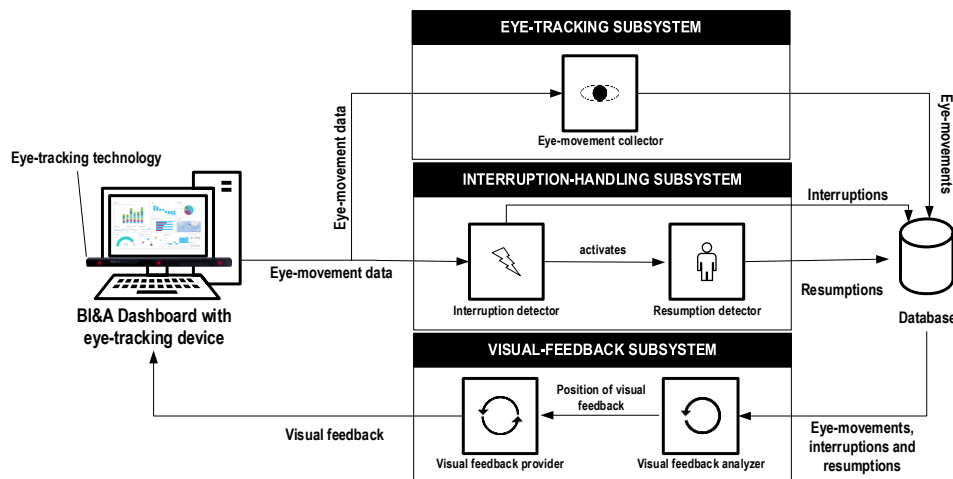 EYE-TRACKING SUBSYSTEM
Eye-movement collector
Eye-movement data
Eye-movements
Eye-tracking technology
INTERRUPTION-HANDLING SUBSYSTEM
Interruptions
activates
Eye-movement data
Resumptions
Interruption detector
Resumption detector
BI&A Dashboard with
eye-tracking device
Database
VISUAL-FEEDBACK SUBSYSTEM
Position of visual
feedback
Visual feedback
Visual feedback provider
Visual feedback analyzer
Eye-movements,
interruptions and
resumptions